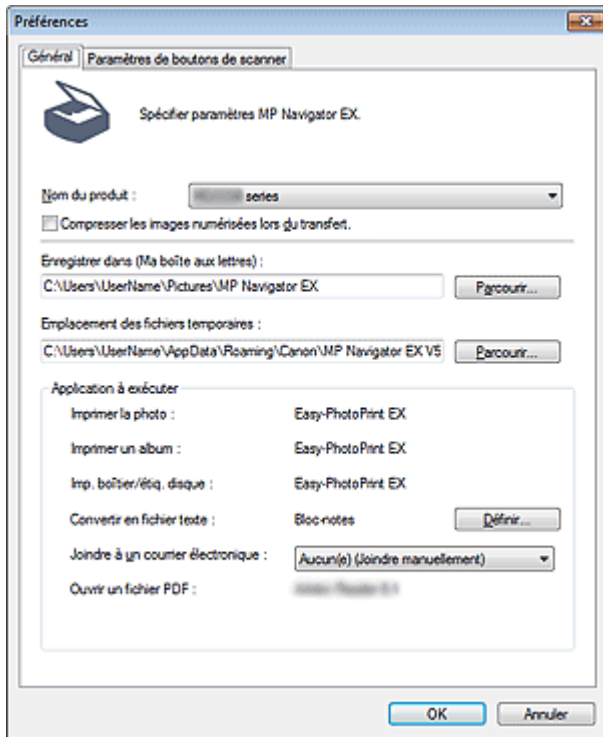 Préférences
Général Paramètres de boutons de scanner
Spécifier paramètres MP Navigator EX.
Nom du produit : series
Compresser les images numérisées lors du transfert.
Enregistrer dans (Ma boîte aux lettres) :
C:\Users\UserName\Pictures\MP Navigator EX Parcourir...
Emplacement des fichiers temporaires :
C:\Users\UserName\AppData\Roaming\Canon\MP Navigator EX V5 Parcourir...
Application à exécuter
Imprimer la photo : Easy-PhotoPrint EX
Imprimer un album : Easy-PhotoPrint EX
Imp. boîtier/étiq. disque : Easy-PhotoPrint EX
Convertir en fichier texte : Bloc-notes Définir...
Joindre à un courrier électronique : Aucun(e) (Joindre manuellement)
Ouvrir un fichier PDF :
OK Annuler